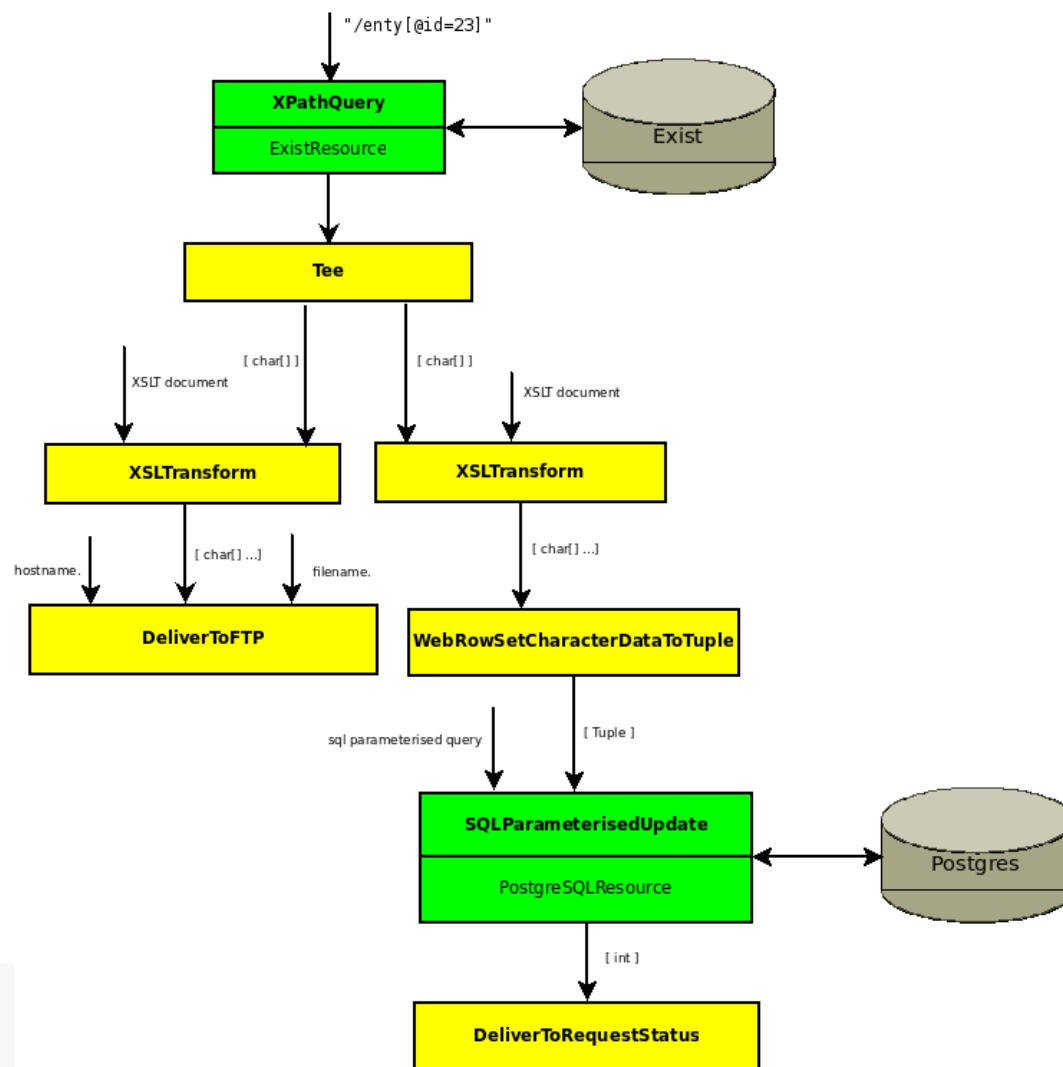 "/enty[@id=23]"
XPathQuery
ExistResource
Exist
Tee
[ char[] ]
[ char[] ]
XSLT document
XSLT document
XSLTransform
XSLTransform
hostname.
[ char[] ...]
filename.
[ char[] ...]
DeliverToFTP
WebRowSetCharacterDataToTuple
sql parameterised query
[ Tuple ]
SQLParameterisedUpdate
PostgreSQLResource
Postgres
[ int ]
DeliverToRequestStatus